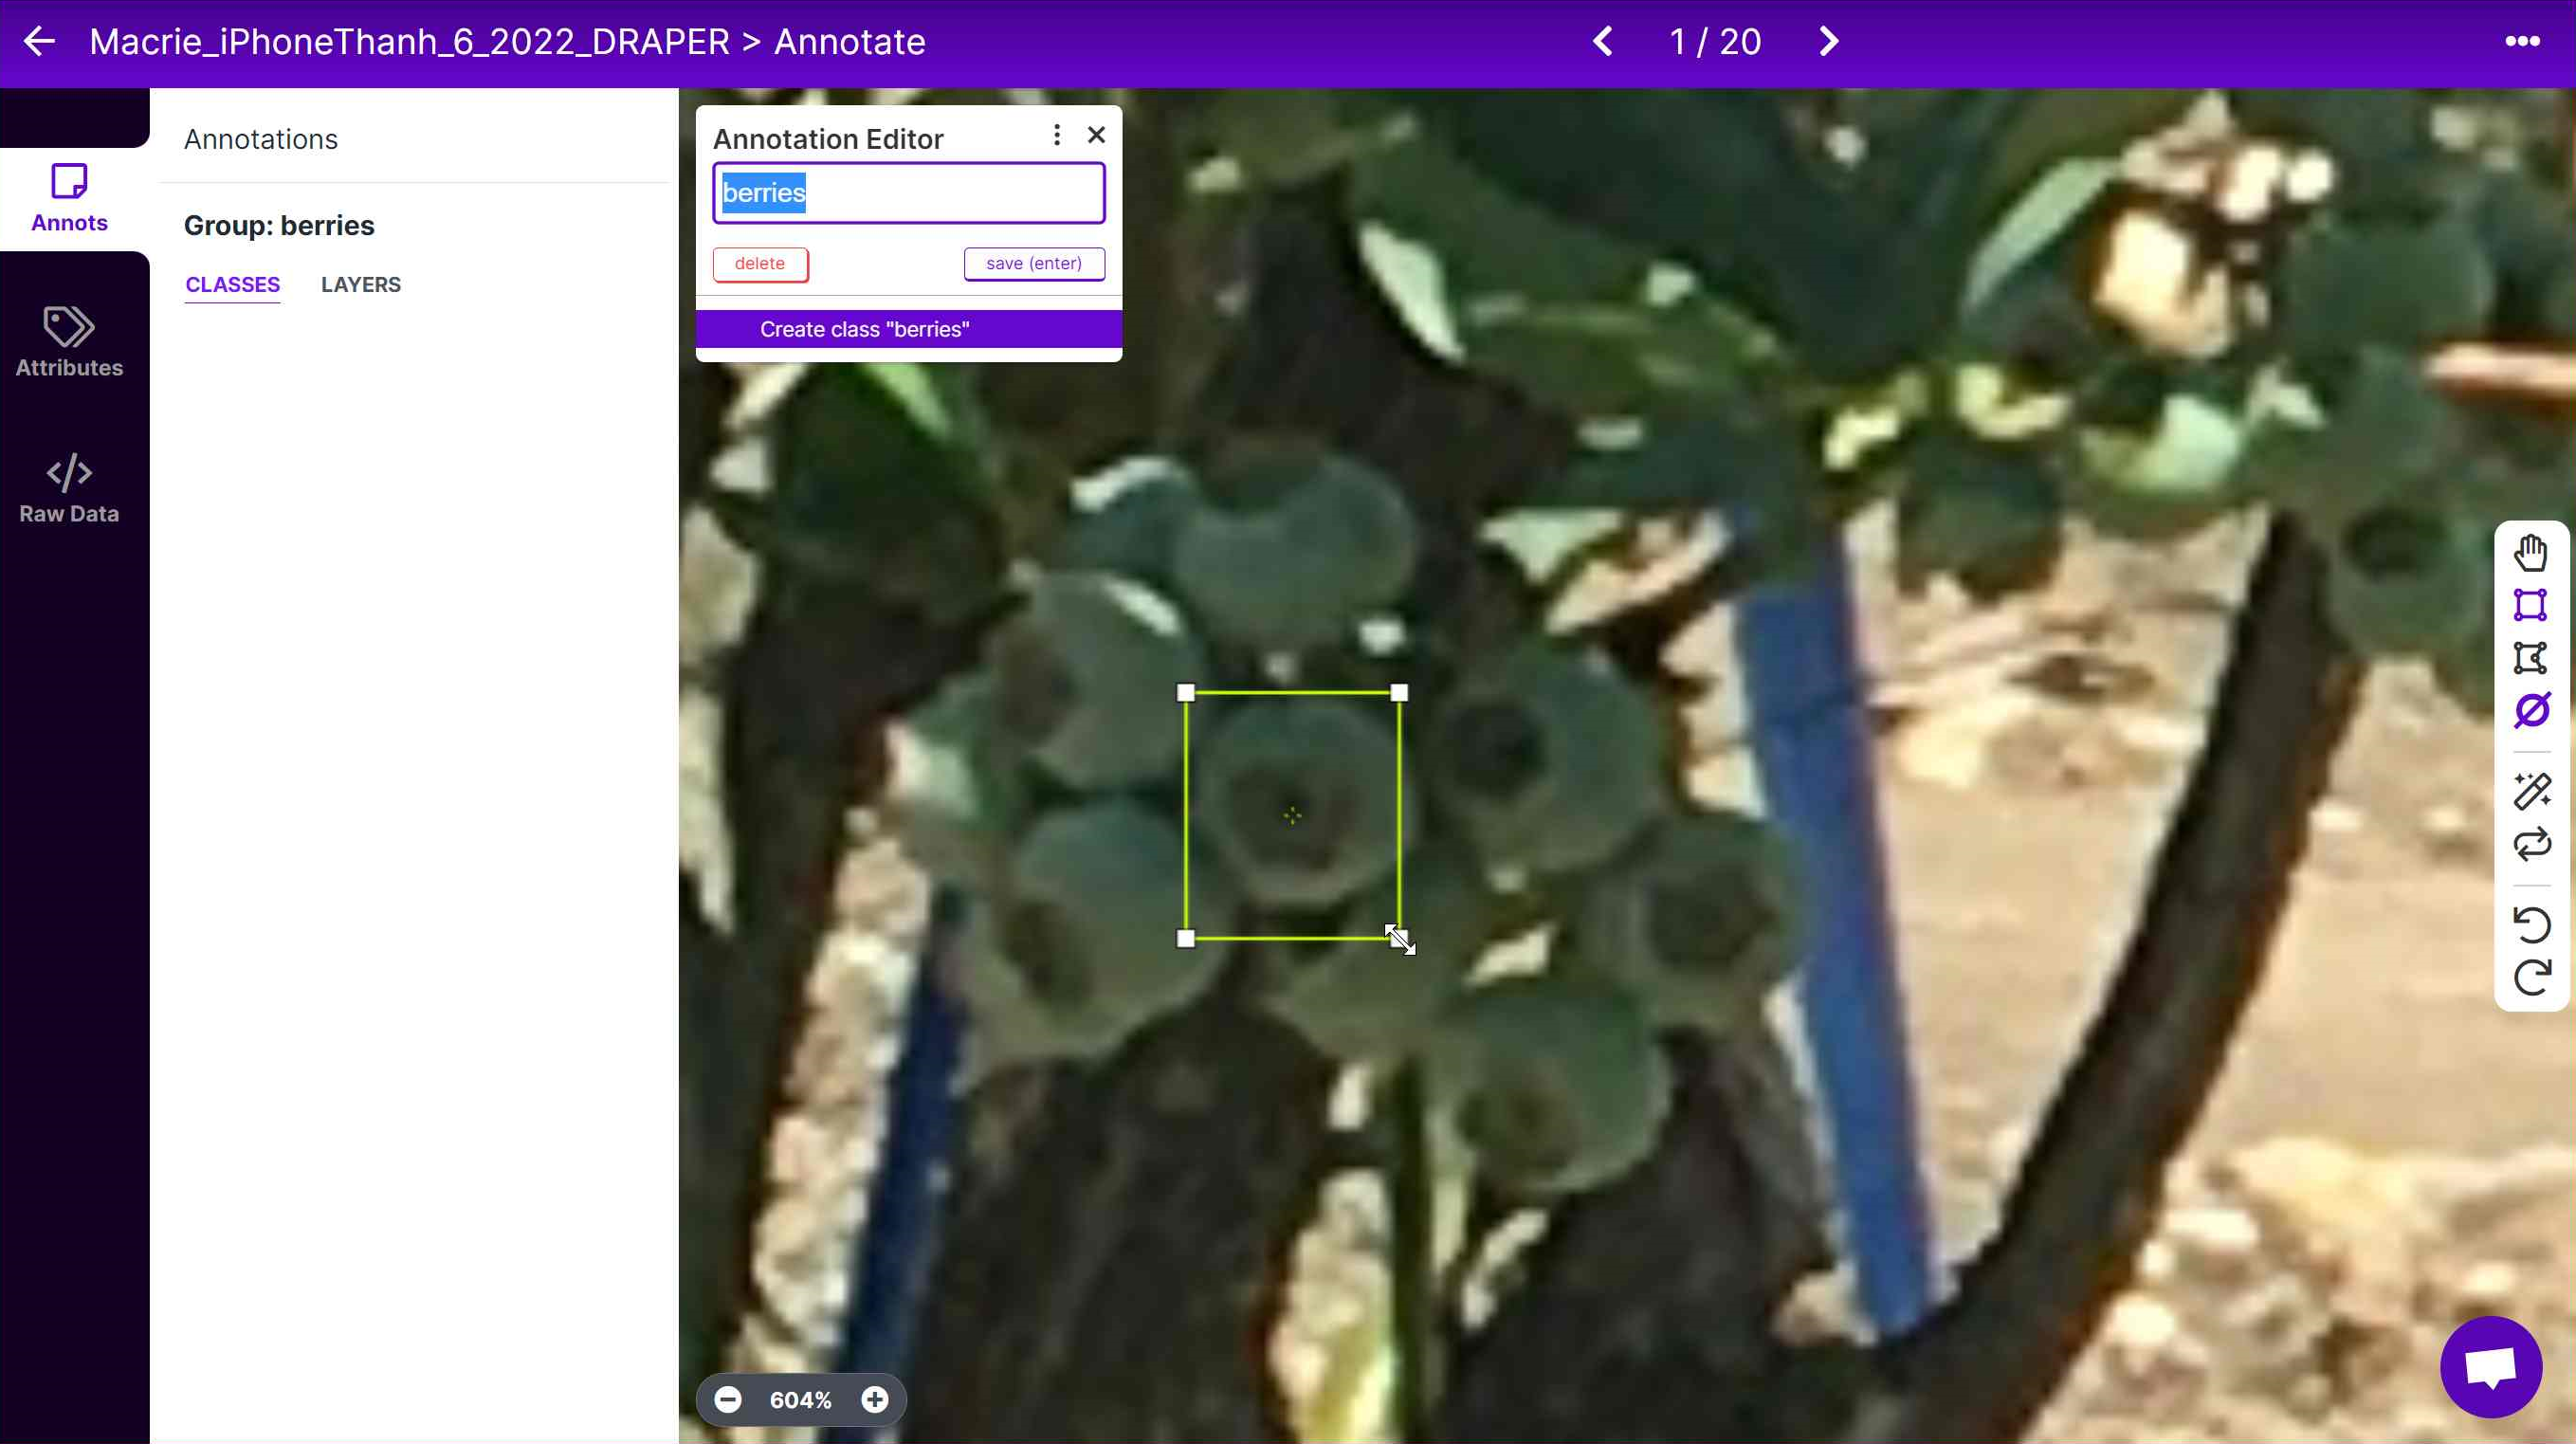 Macrie_iPhoneThanh_6_2022_DRAPER > Annotate
1 / 20
Annots
Attributes
Raw Data
Annotations
Group: berries
CLASSES LAYERS
Annotation Editor
berries
delete save (enter)
Create class "berries"
604%